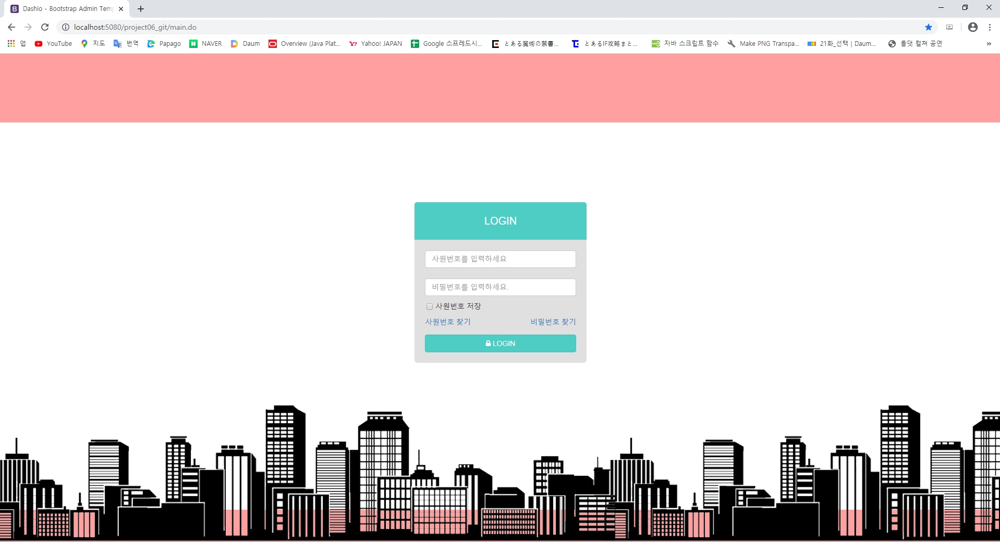 Dashio - Bootstrap Admin Tem
localhost:5080/project06_git/main.do
앱 YouTube 지도 번역 Papago NAVER Daum Overview (Java Plat... Yahoo! JAPAN Google 스프레드시... とある魔術の禁書... とあるIF攻略まと... 자바 스크립트 함수 Make PNG Transpa... 21화_선택 | Daum... 올댓 컬쳐 공연
LOGIN
사원번호를 입력하세요
비밀번호를 입력하세요.
사원번호 저장
사원번호 찾기 비밀번호 찾기
LOGIN